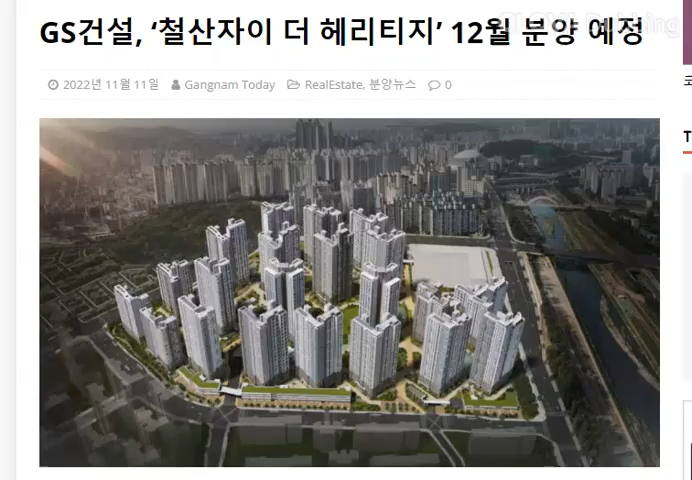 GS건설, ‘철산자이 더 헤리티지’ 12월 분양 예정
2022년 11월 11일 Gangnam Today RealEstate, 분양뉴스 0